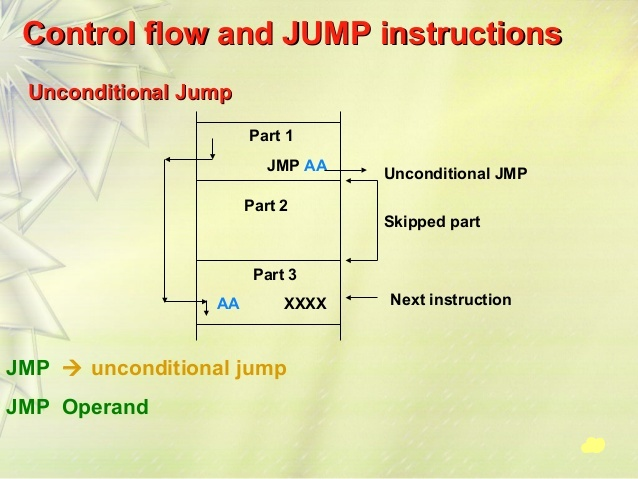 Control flow and JUMP instructions
Unconditional Jump
Part 1
JMP AA
Unconditional JMP
Part 2
Skipped part
Part 3
AA XXXX
Next instruction
JMP → unconditional jump
JMP Operand